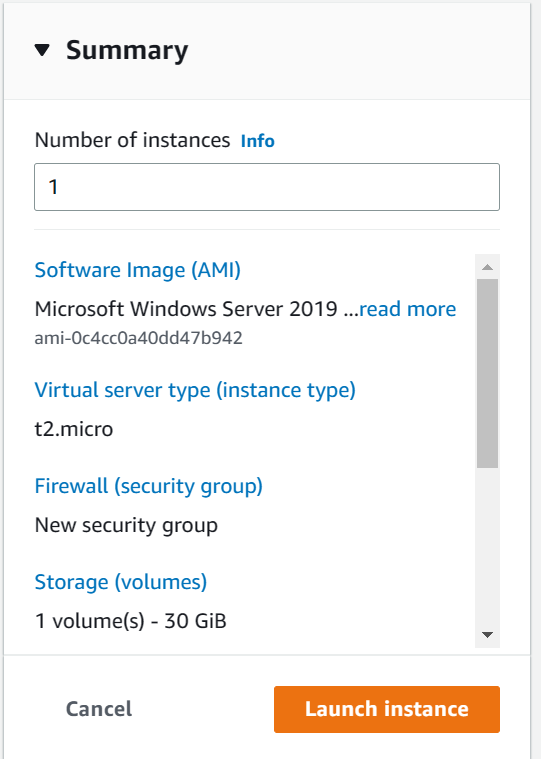 Summary
Number of instances Info
1
Software Image (AMI)
Microsoft Windows Server 2019 ...read more
ami-0c4cc0a40dd47b942
Virtual server type (instance type)
t2.micro
Firewall (security group)
New security group
Storage (volumes)
1 volume(s) - 30 GiB
Cancel
Launch instance